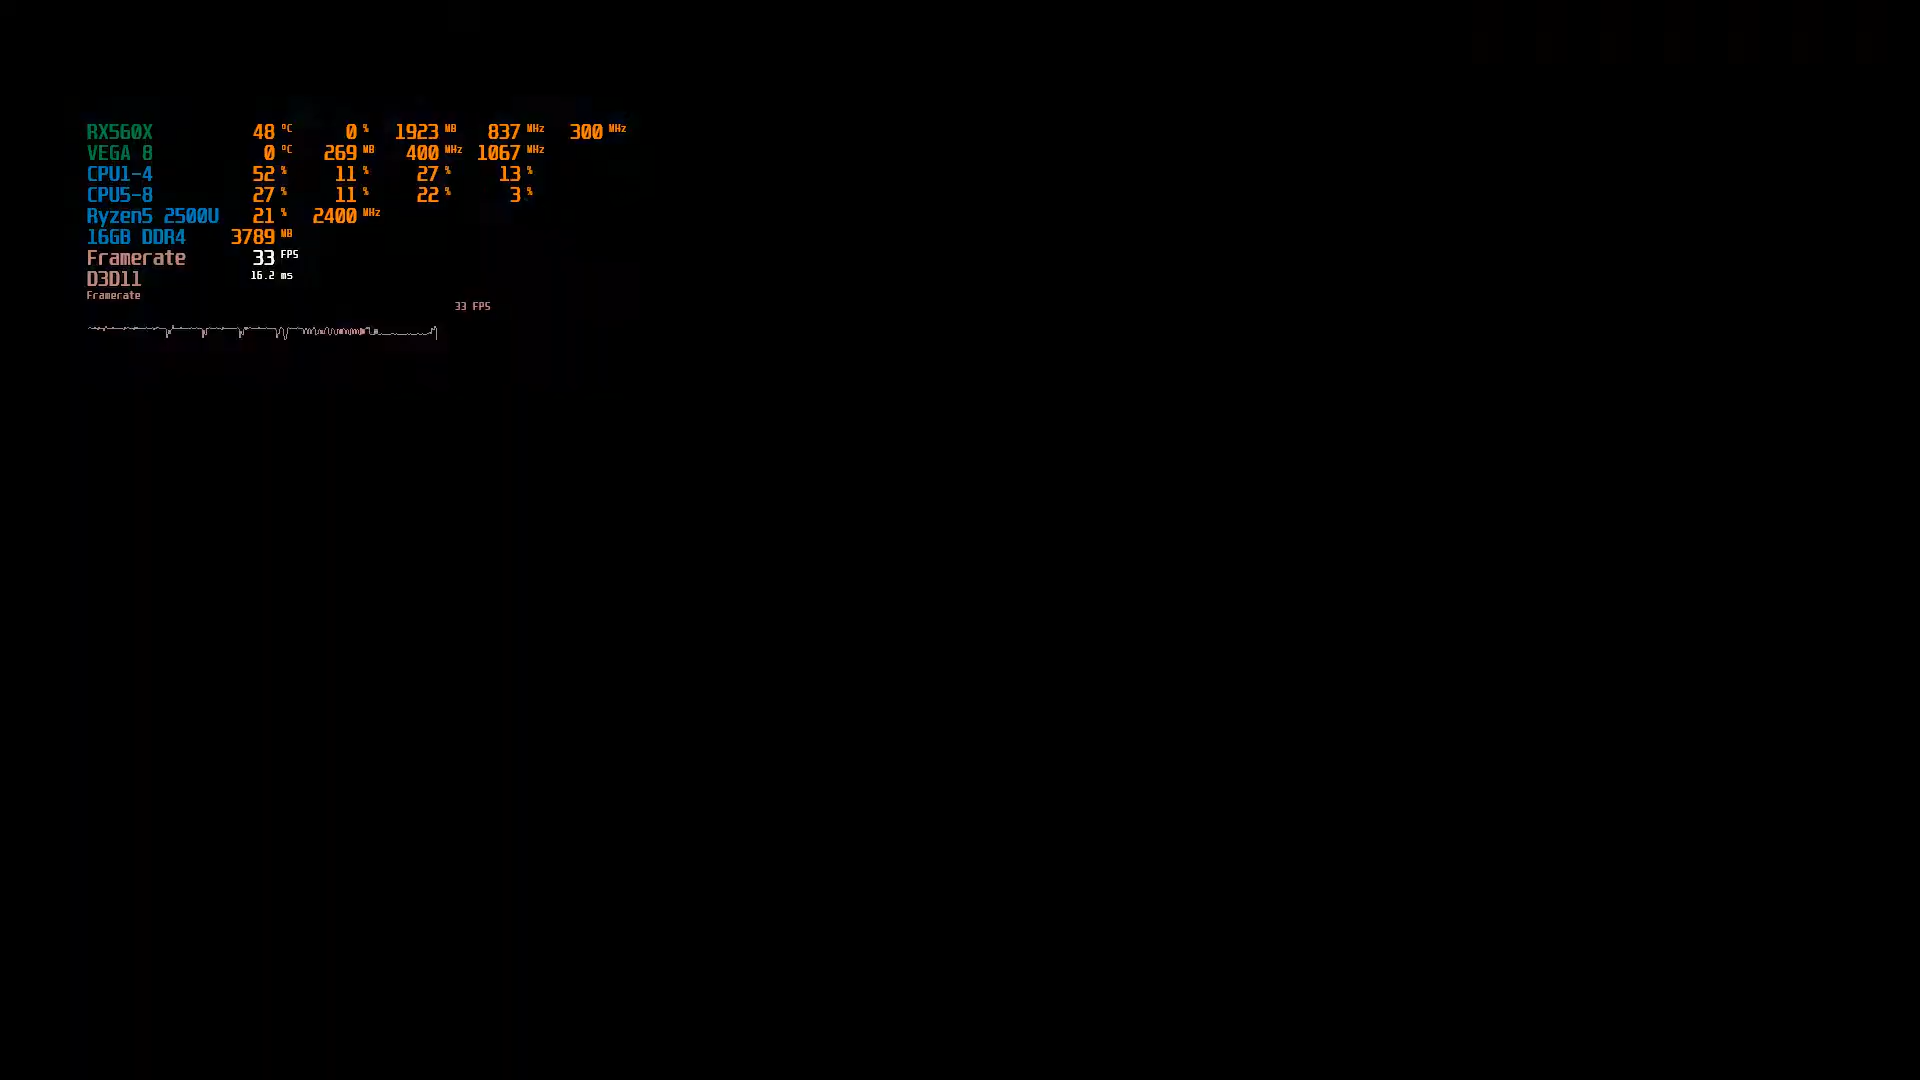 RX560X 48 °C 0 % 1923 MB 837 MHz 300 MHz
VEGA 8 0 °C 269 MB 400 MHz 1067 MHz
CPU1-4 52 % 11 % 27 % 13 %
CPU5-8 27 % 11 % 22 % 3 %
Ryzen5 2500U 21 % 2400 MHz
16GB DDR4 3789 MB
Framerate 33 FPS
D3D11 16.2 ms
Framerate
33 FPS